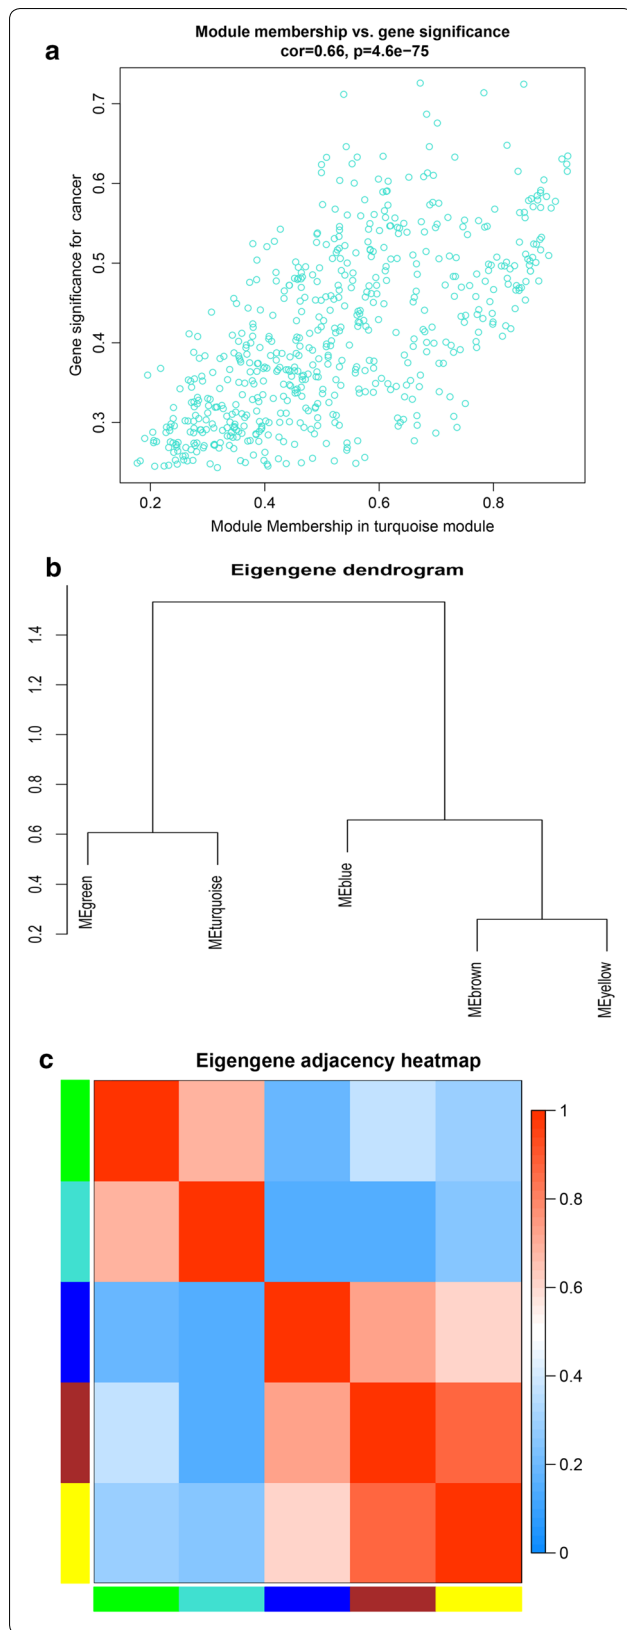 a
Module membership vs. gene significance
cor=0.66, p=4.6e−75
Gene significance for cancer
0.7
0.6
0.5
0.4
0.3
0.2 0.4 0.6 0.8
Module Membership in turquoise module
b
Eigengene dendrogram
1.4
1.2
1.0
0.8
0.6
0.4
0.2
MEgreen
MEturquoise
MEblue
MEbrown
MEyellow
c
Eigengene adjacency heatmap
1
0.8
0.6
0.4
0.2
0